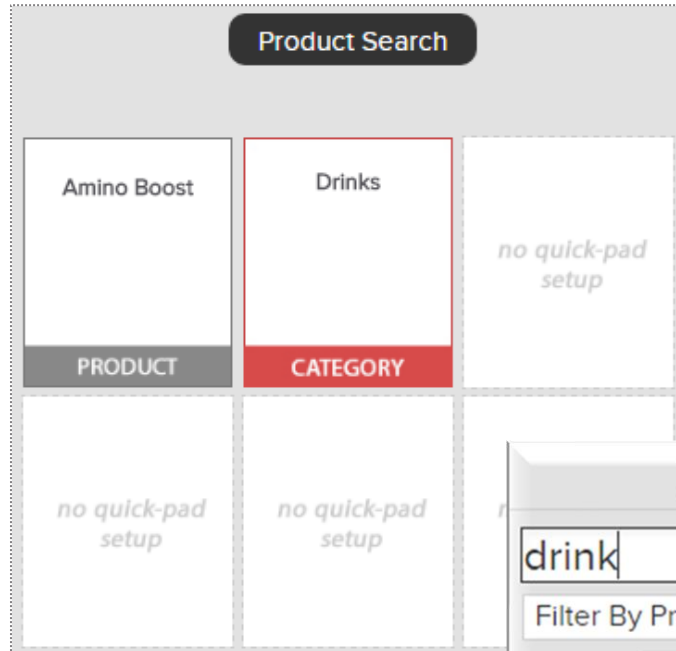 Product Search
Amino Boost
PRODUCT
Drinks
CATEGORY
no quick-pad
setup
no quick-pad
setup
no quick-pad
setup
drink
Filter By Pr